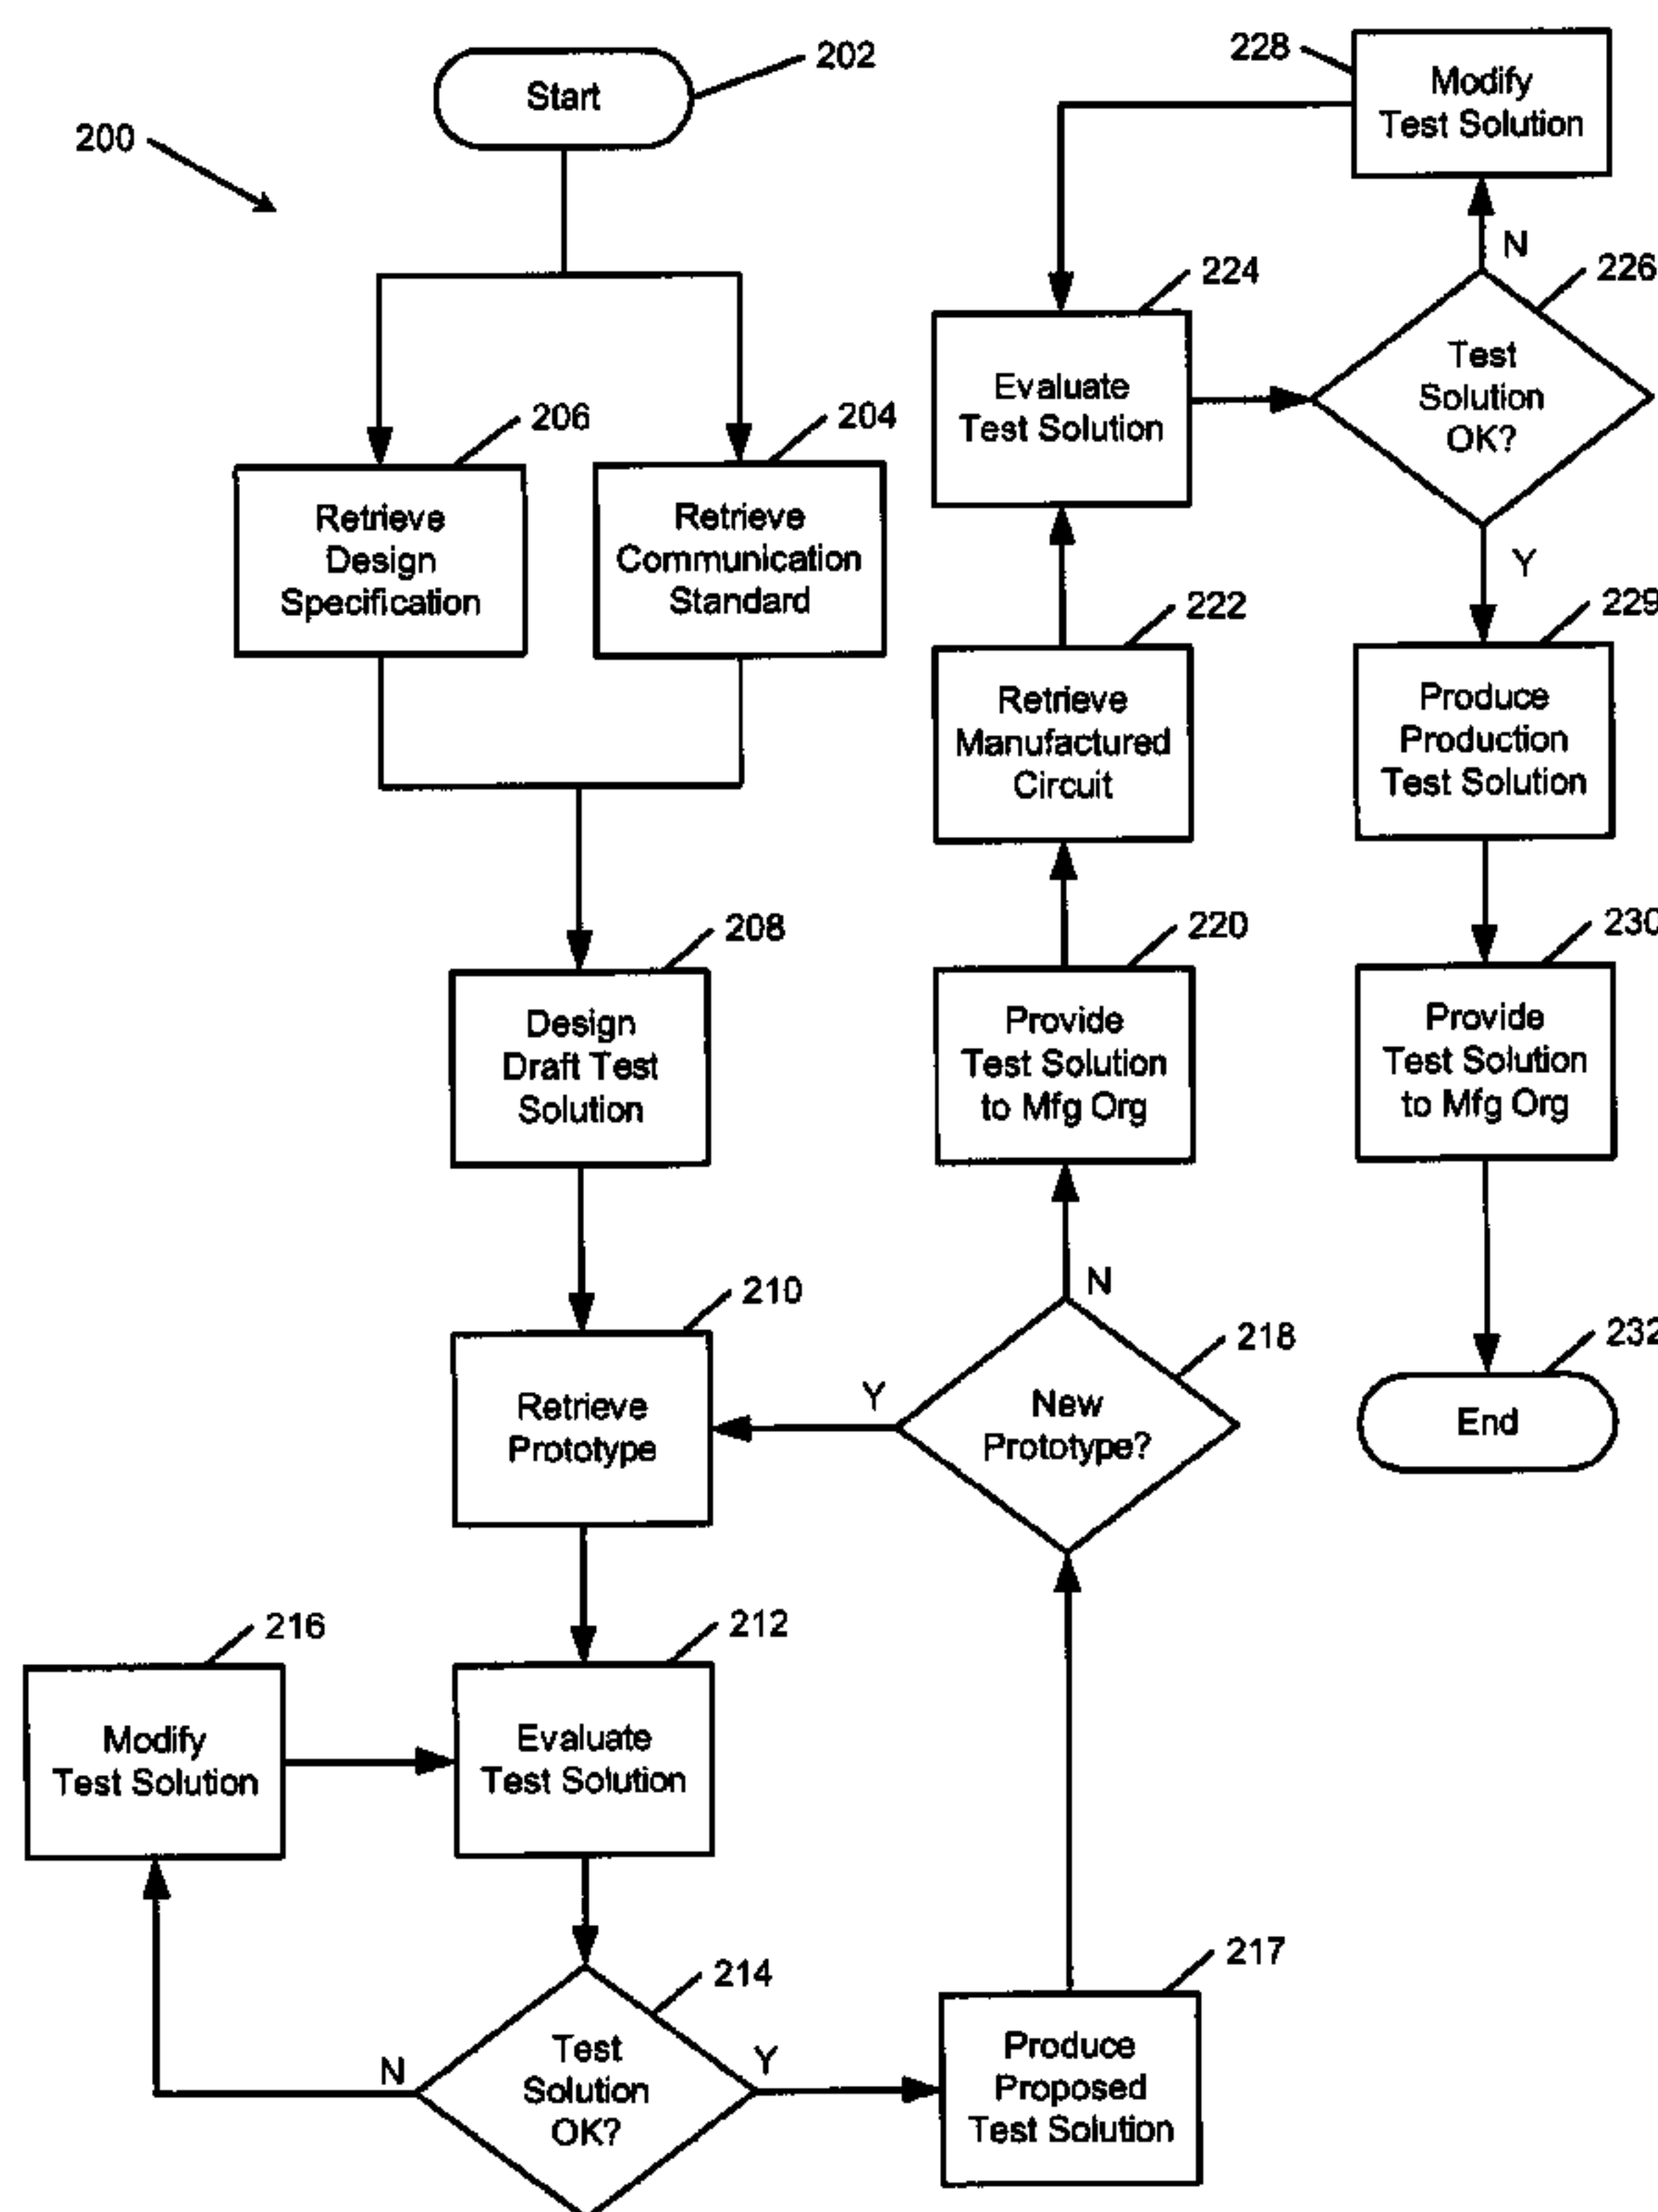 200
202
Start
206
Retrieve
Design
Specification
204
Retrieve
Communication
Standard
208
Design
Draft Test
Solution
210
Retrieve
Prototype
212
Evaluate
Test Solution
216
Modify
Test Solution
214
Test
Solution
OK?
N
Y
217
Produce
Proposed
Test Solution
218
New
Prototype?
Y
N
220
Provide
Test Solution
to Mfg Org
222
Retrieve
Manufactured
Circuit
224
Evaluate
Test Solution
226
Test
Solution
OK?
N
Y
228
Modify
Test Solution
229
Produce
Production
Test Solution
230
Provide
Test Solution
to Mfg Org
232
End